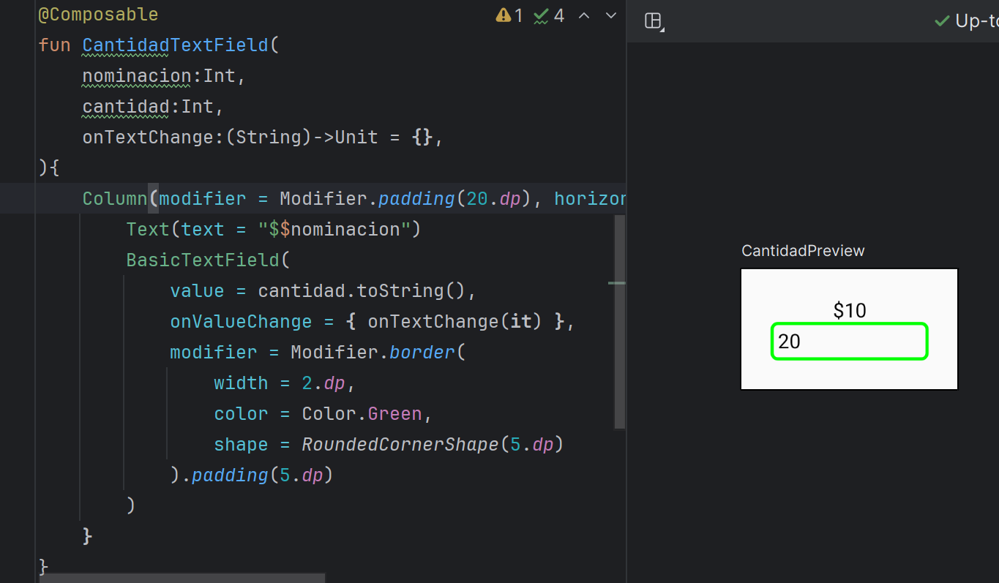 @Composable
1 4
fun CantidadTextField(
nominacion:Int,
cantidad:Int,
onTextChange:(String)->Unit = {},
){
Column(modifier = Modifier.padding(20.dp), horizon
Text(text = "$$nominacion")
BasicTextField(
value = cantidad.toString(),
onValueChange = { onTextChange(it) },
modifier = Modifier.border(
width = 2.dp,
color = Color.Green,
shape = RoundedCornerShape(5.dp)
).padding(5.dp)
)
}
}
Up-to
CantidadPreview
$10
20